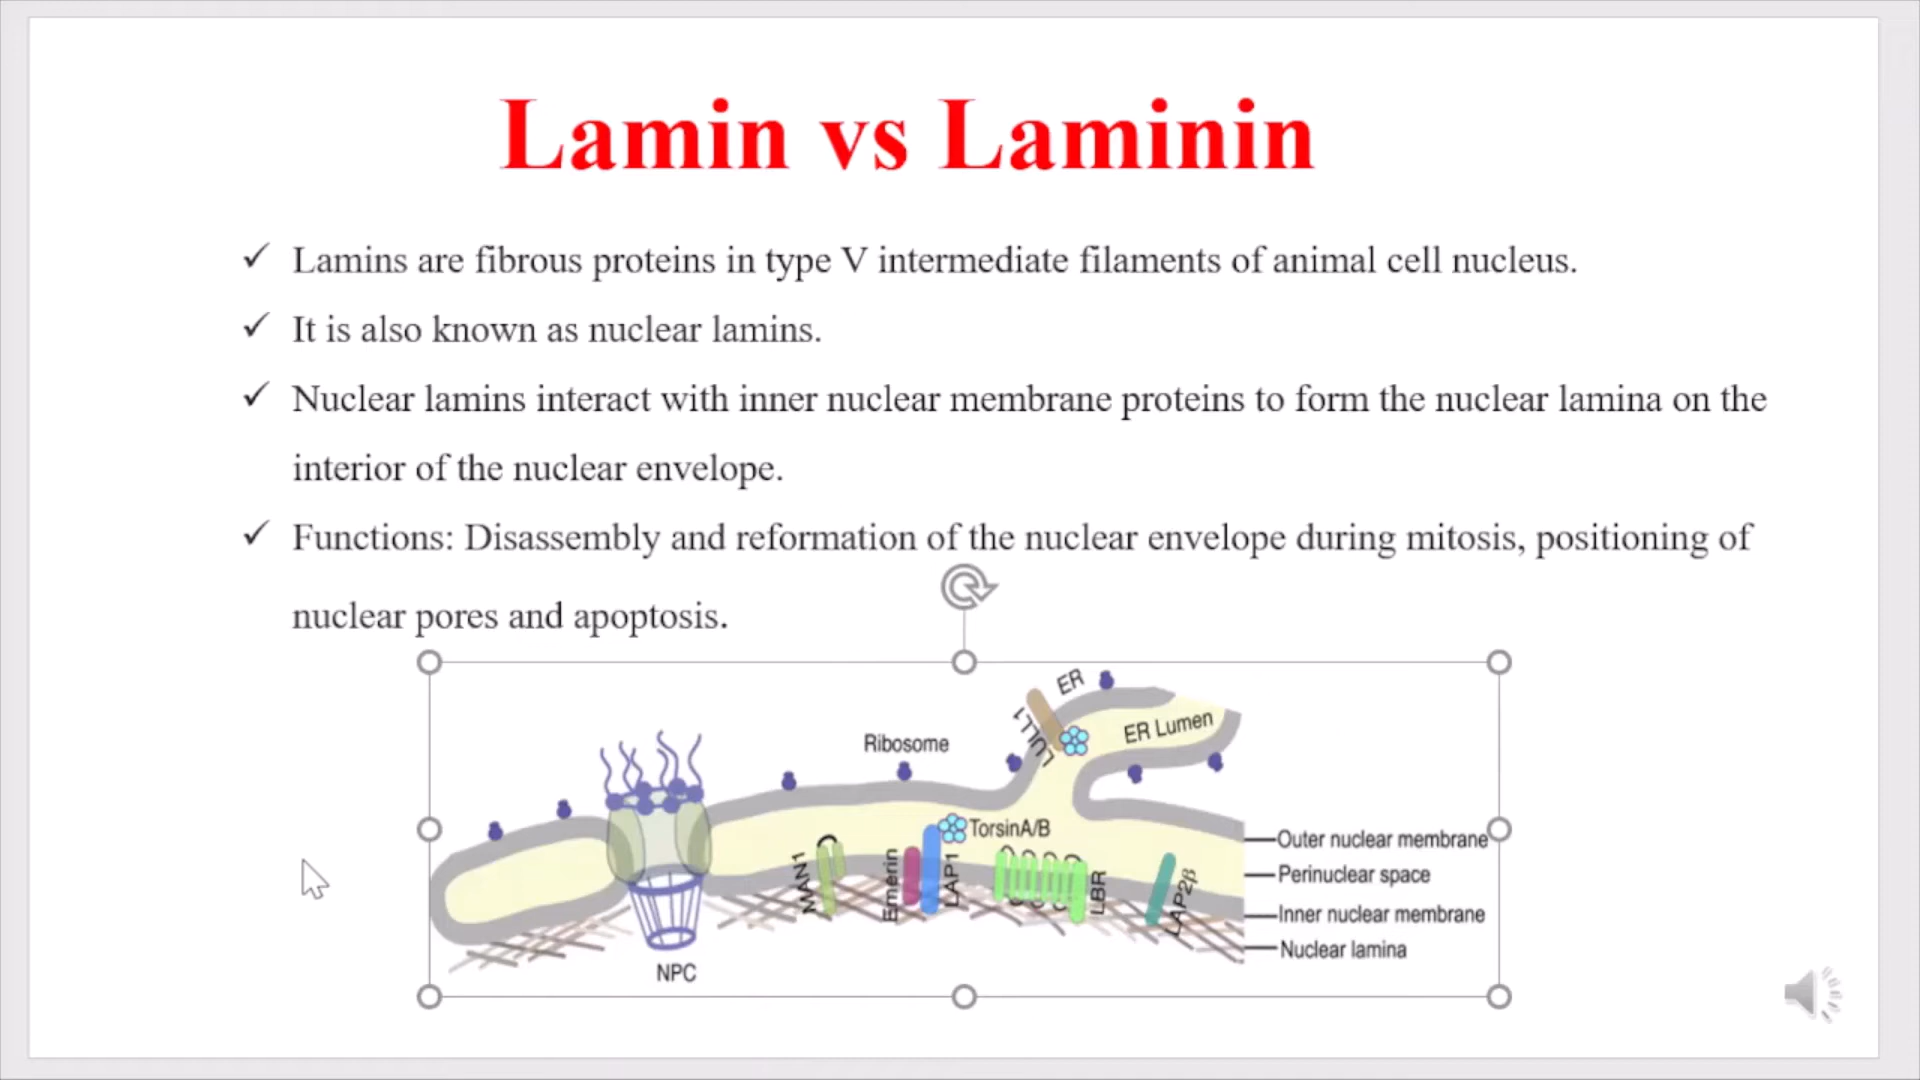 Lamin vs Laminin
✓ Lamins are fibrous proteins in type V intermediate filaments of animal cell nucleus.
✓ It is also known as nuclear lamins.
✓ Nuclear lamins interact with inner nuclear membrane proteins to form the nuclear lamina on the
interior of the nuclear envelope.
✓ Functions: Disassembly and reformation of the nuclear envelope during mitosis, positioning of
nuclear pores and apoptosis.
ER
LULL1
ER Lumen
Ribosome
TorsinA/B
MAN1
Emerin
LAP1
LBR
LAP2β
Outer nuclear membrane
Perinuclear space
Inner nuclear membrane
Nuclear lamina
NPC